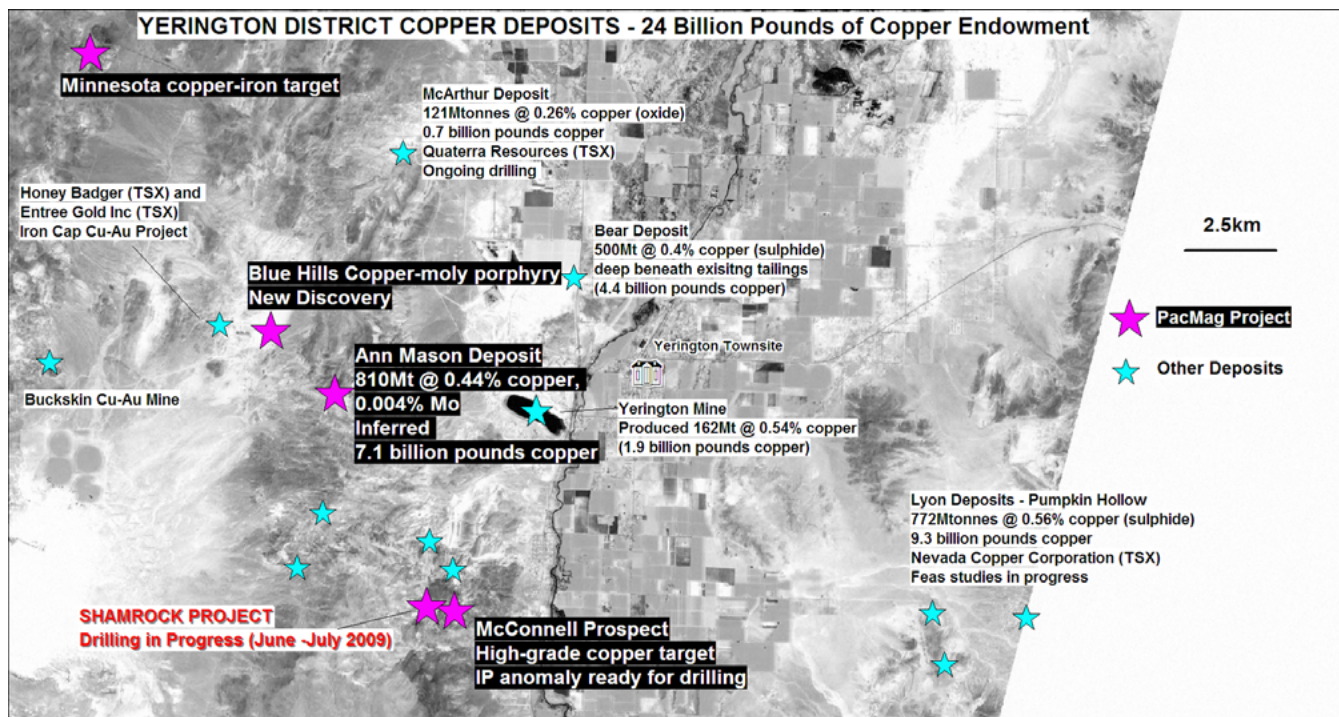 YERINGTON DISTRICT COPPER DEPOSITS - 24 Billion Pounds of Copper Endowment
Minnesota copper-iron target
McArthur Deposit
121Mtonnes @ 0.26% copper (oxide)
0.7 billion pounds copper
Quaterra Resources (TSX)
Ongoing drilling
Honey Badger (TSX) and
Entree Gold Inc (TSX)
Iron Cap Cu-Au Project
Bear Deposit
500Mt @ 0.4% copper (sulphide)
deep beneath exisitng tailings
(4.4 billion pounds copper)
2.5km
Blue Hills Copper-moly porphyry
New Discovery
PacMag Project
Other Deposits
Yerington Townsite
Ann Mason Deposit
810Mt @ 0.44% copper,
0.004% Mo
Inferred
7.1 billion pounds copper
Buckskin Cu-Au Mine
Yerington Mine
Produced 162Mt @ 0.54% copper
(1.9 billion pounds copper)
Lyon Deposits - Pumpkin Hollow
772Mtonnes @ 0.56% copper (sulphide)
9.3 billion pounds copper
Nevada Copper Corporation (TSX)
Feas studies in progress
SHAMROCK PROJECT
Drilling in Progress (June -July 2009)
McConnell Prospect
High-grade copper target
IP anomaly ready for drilling